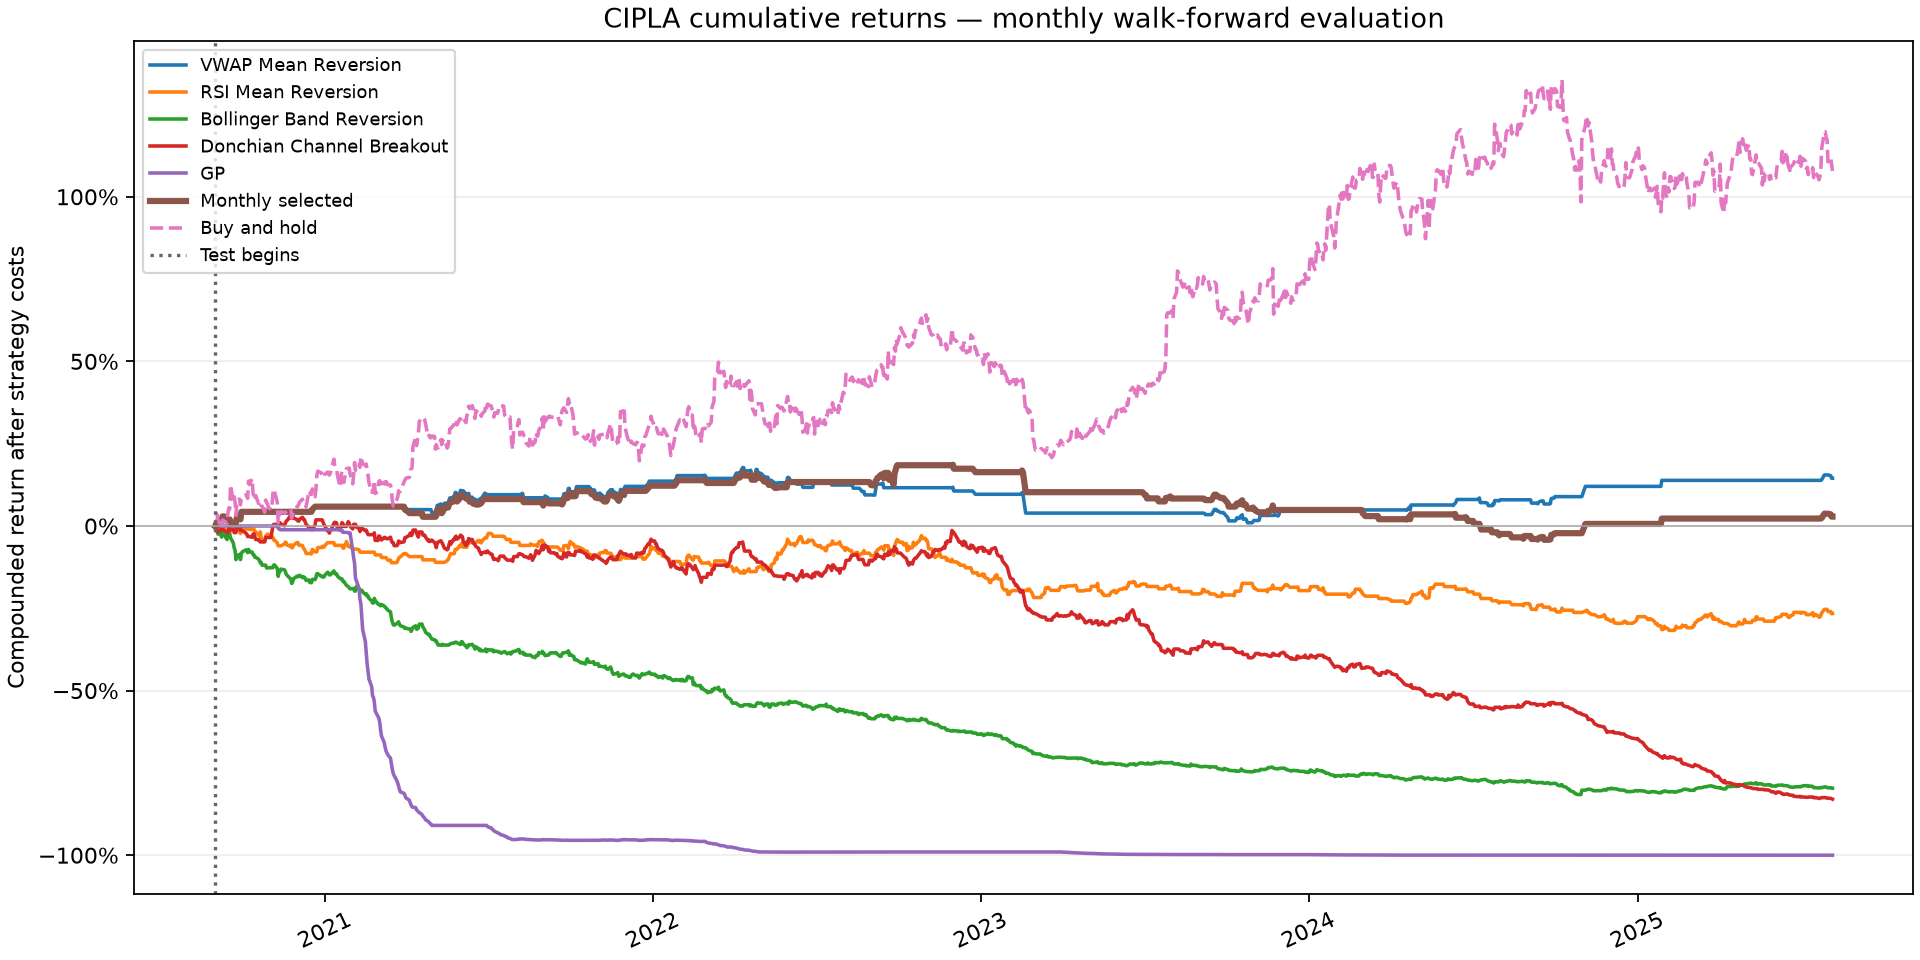 CIPLA cumulative returns — monthly walk-forward evaluation
VWAP Mean Reversion
RSI Mean Reversion
Bollinger Band Reversion
Donchian Channel Breakout
GP
Monthly selected
Buy and hold
Test begins
Compounded return after strategy costs
100%
50%
0%
−50%
−100%
2021
2022
2023
2024
2025